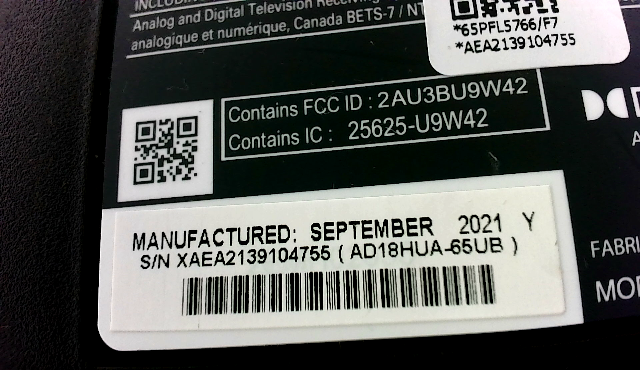 Analog and Digital Television Receiving
analogique et numérique, Canada BETS-7 / NT
*65PFL5766/F7
*AEA2139104755
Contains FCC ID : 2AU3BU9W42
Contains IC : 25625-U9W42
MANUFACTURED: SEPTEMBER 2021 Y
S/N XAEA2139104755 ( AD18HUA-65UB )
FABRI
MO